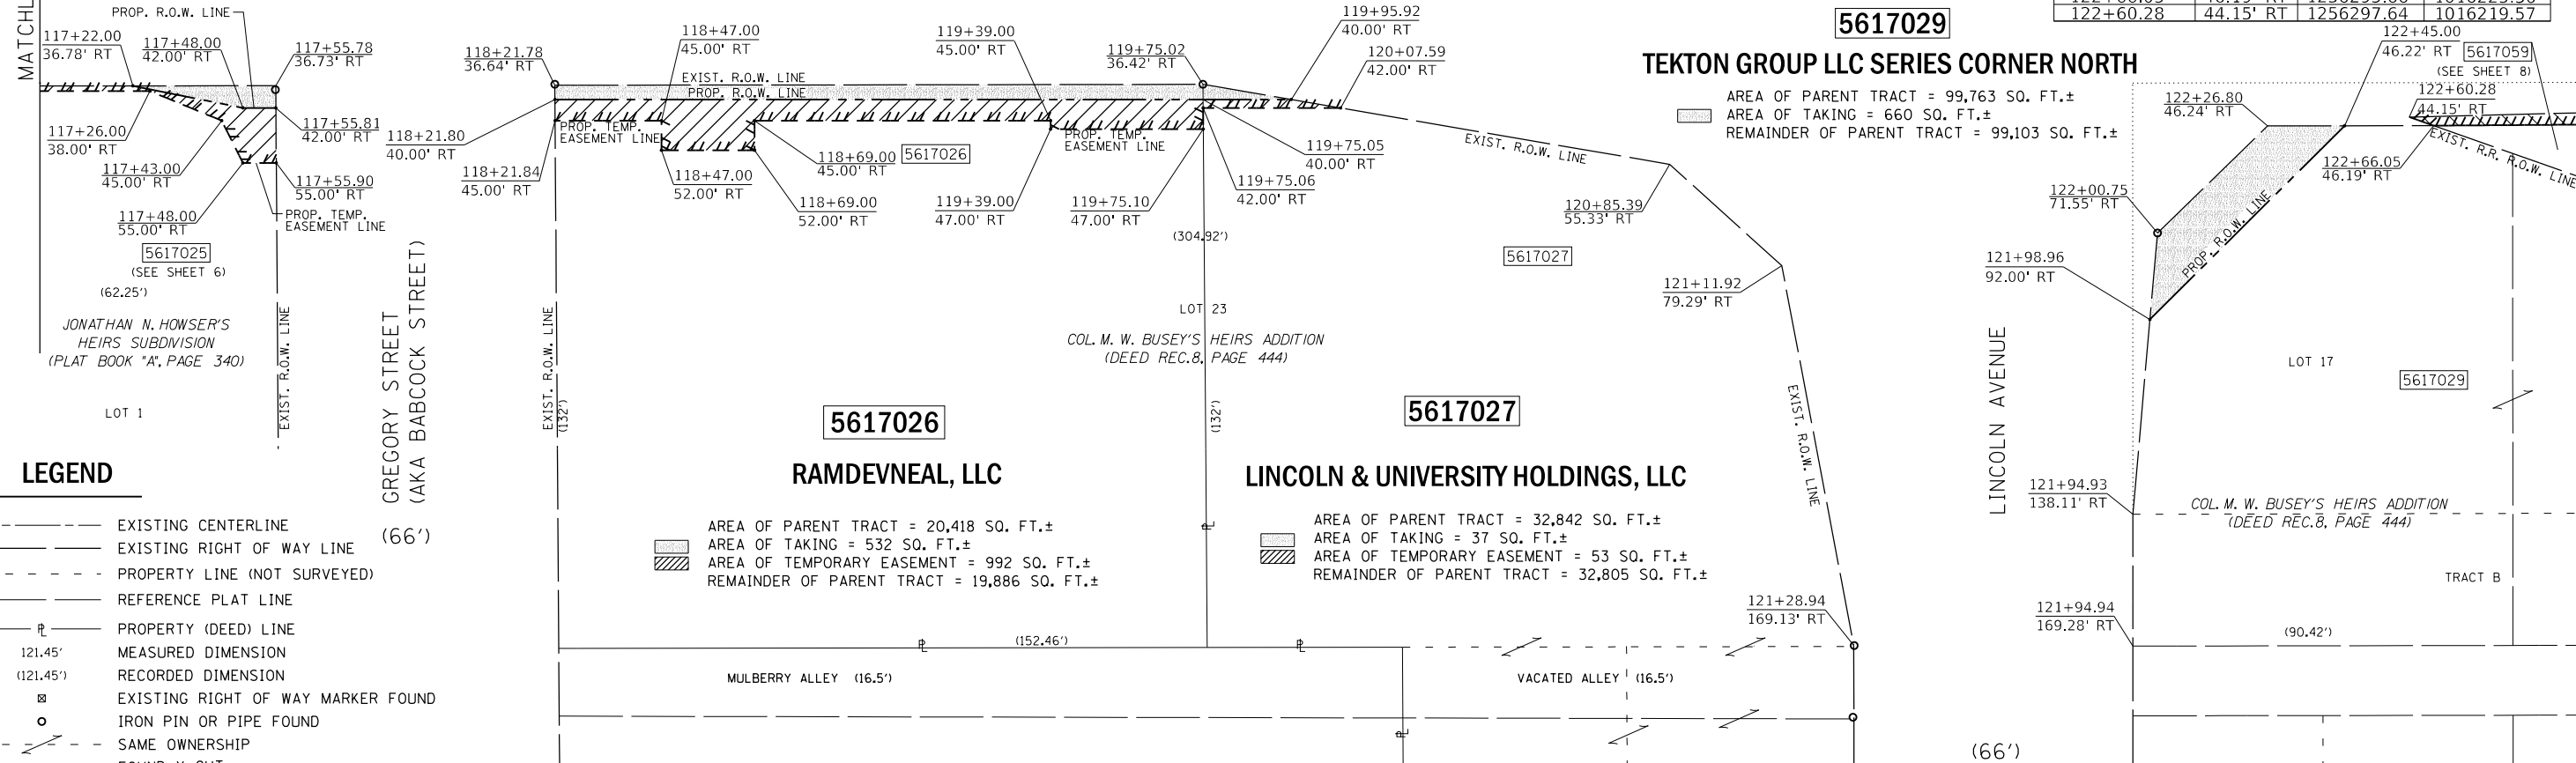 MATCHL
PROP. R.O.W. LINE
117+22.00
36.78' RT
117+48.00
42.00' RT
117+55.78
36.73' RT
117+26.00
38.00' RT
117+43.00
45.00' RT
117+48.00
55.00' RT
117+55.81
42.00' RT
117+55.90
55.00' RT
PROP. TEMP.
EASEMENT LINE
5617025
(SEE SHEET 6)
(62.25')
JONATHAN N. HOWSER'S
HEIRS SUBDIVISION
(PLAT BOOK "A", PAGE 340)
LOT 1
EXIST. R.O.W. LINE
GREGORY STREET
(AKA BABCOCK STREET)
(66')
118+21.78
36.64' RT
118+21.80
40.00' RT
118+21.84
45.00' RT
118+47.00
45.00' RT
EXIST. R.O.W. LINE
PROP. R.O.W. LINE
PROP. TEMP.
EASEMENT LINE
118+47.00
52.00' RT
118+69.00
45.00' RT
118+69.00
52.00' RT
5617026
119+39.00
45.00' RT
119+39.00
47.00' RT
PROP. TEMP.
EASEMENT LINE
119+75.02
36.42' RT
119+75.10
47.00' RT
119+95.92
40.00' RT
120+07.59
42.00' RT
119+75.05
40.00' RT
119+75.06
42.00' RT
(304.92')
EXIST. R.O.W. LINE
120+85.39
55.33' RT
5617027
121+11.92
79.29' RT
LOT 23
COL. M. W. BUSEY'S HEIRS ADDITION
(DEED REC.8, PAGE 444)
EXIST. R.O.W. LINE
(132')
(132')
5617026
RAMDEVNEAL, LLC
AREA OF PARENT TRACT = 20,418 SQ. FT.±
AREA OF TAKING = 532 SQ. FT.±
AREA OF TEMPORARY EASEMENT = 992 SQ. FT.±
REMAINDER OF PARENT TRACT = 19,886 SQ. FT.±
5617027
LINCOLN & UNIVERSITY HOLDINGS, LLC
AREA OF PARENT TRACT = 32,842 SQ. FT.±
AREA OF TAKING = 37 SQ. FT.±
AREA OF TEMPORARY EASEMENT = 53 SQ. FT.±
REMAINDER OF PARENT TRACT = 32,805 SQ. FT.±
EXIST. R.O.W. LINE
121+28.94
169.13' RT
PL
PL
PL
(152.46')
MULBERRY ALLEY (16.5')
VACATED ALLEY (16.5')
PL
5617029
TEKTON GROUP LLC SERIES CORNER NORTH
AREA OF PARENT TRACT = 99,763 SQ. FT.±
AREA OF TAKING = 660 SQ. FT.±
REMAINDER OF PARENT TRACT = 99,103 SQ. FT.±
122+60.28 44.15' RT 1256297.64 1016219.57
122+45.00
46.22' RT
5617059
(SEE SHEET 8)
122+26.80
46.24' RT
122+60.28
44.15' RT
EXIST. R.R. R.O.W. LINE
122+66.05
46.19' RT
122+00.75
71.55' RT
PROP. R.O.W. LINE
121+98.96
92.00' RT
LINCOLN AVENUE
LOT 17
5617029
121+94.93
138.11' RT
COL. M. W. BUSEY'S HEIRS ADDITION
(DEED REC.8, PAGE 444)
TRACT B
121+94.94
169.28' RT
(90.42')
(66')
LEGEND
EXISTING CENTERLINE
EXISTING RIGHT OF WAY LINE
PROPERTY LINE (NOT SURVEYED)
REFERENCE PLAT LINE
PL PROPERTY (DEED) LINE
121.45' MEASURED DIMENSION
(121.45') RECORDED DIMENSION
EXISTING RIGHT OF WAY MARKER FOUND
IRON PIN OR PIPE FOUND
SAME OWNERSHIP